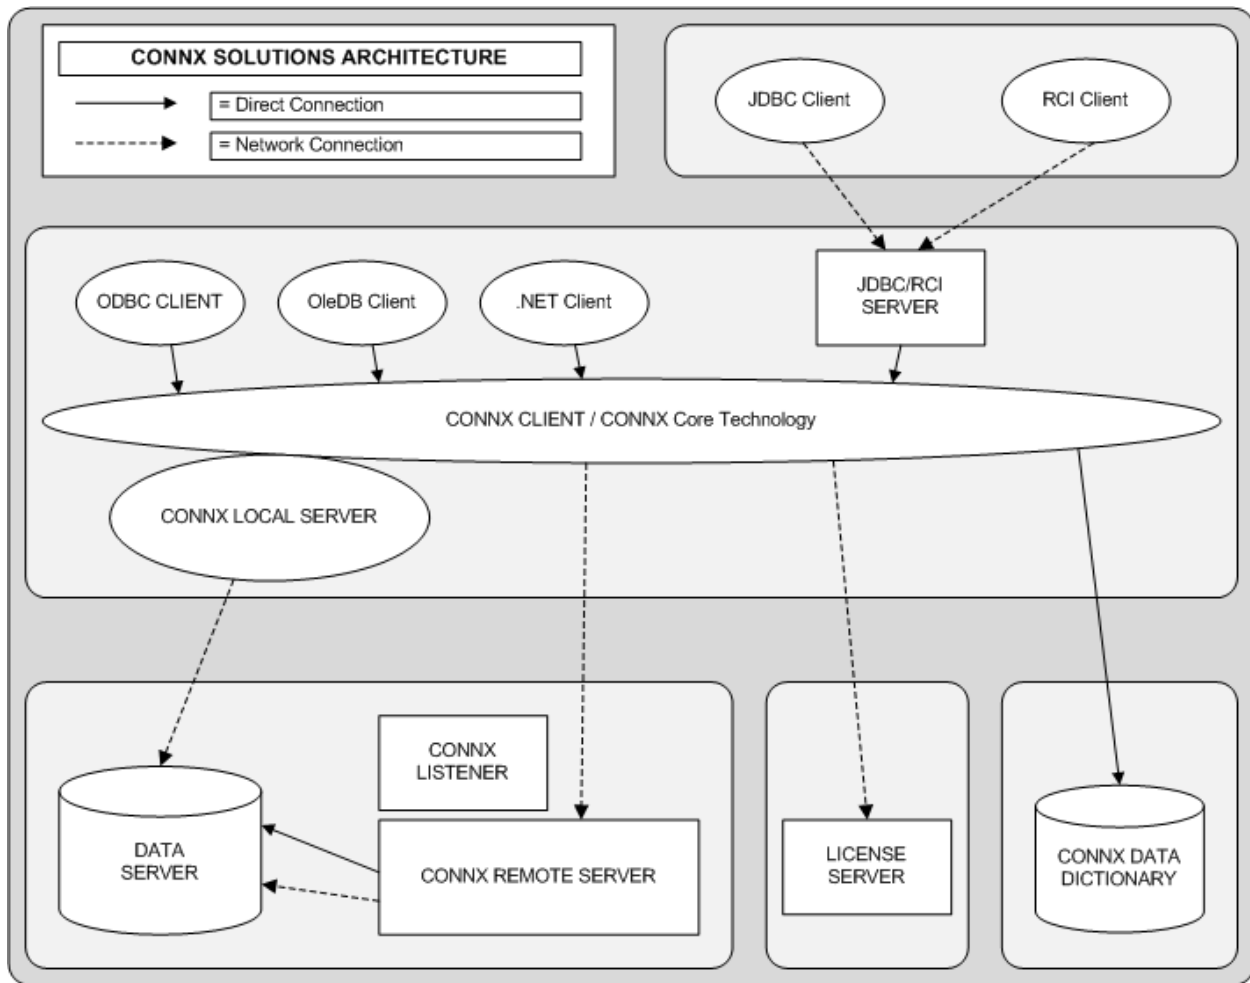 CONNX SOLUTIONS ARCHITECTURE
= Direct Connection
= Network Connection
JDBC Client
RCI Client
ODBC CLIENT
OleDB Client
.NET Client
JDBC/RCI
SERVER
CONNX CLIENT / CONNX Core Technology
CONNX LOCAL SERVER
CONNX
LISTENER
DATA
SERVER
CONNX REMOTE SERVER
LICENSE
SERVER
CONNX DATA
DICTIONARY